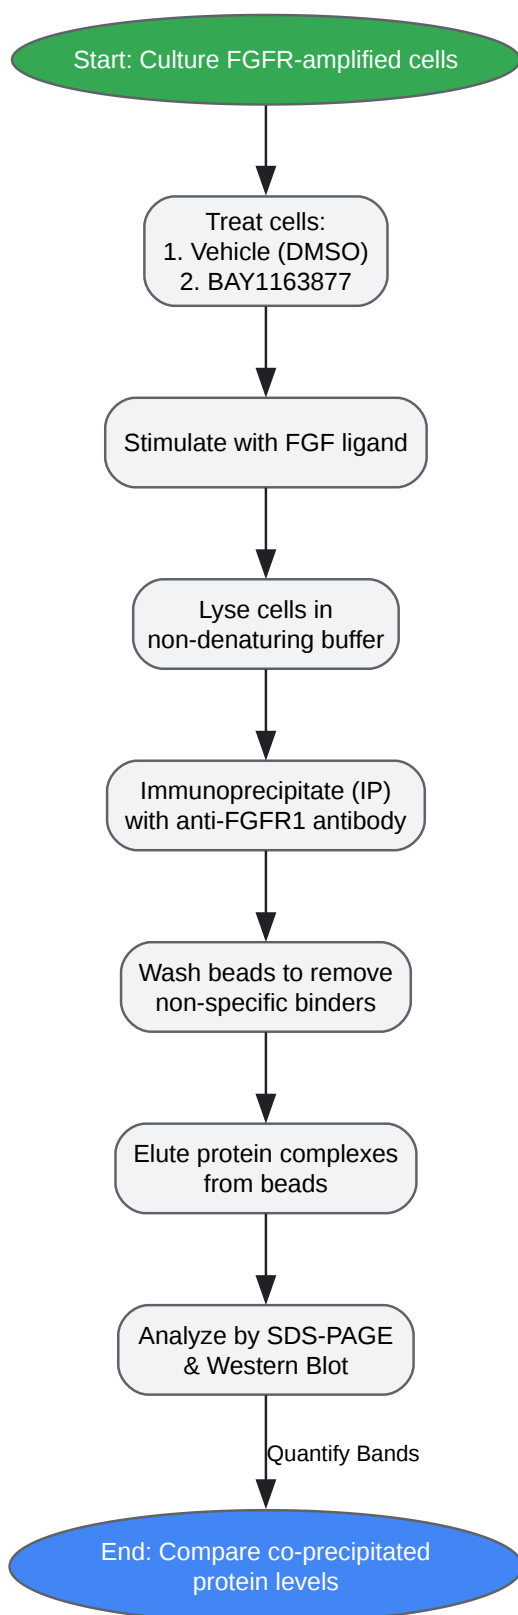 Start: Culture FGFR-amplified cells
Treat cells:
1. Vehicle (DMSO)
2. BAY1163877
Stimulate with FGF ligand
Lyse cells in
non-denaturing buffer
Immunoprecipitate (IP)
with anti-FGFR1 antibody
Wash beads to remove
non-specific binders
Elute protein complexes
from beads
Analyze by SDS-PAGE
& Western Blot
Quantify Bands
End: Compare co-precipitated
protein levels